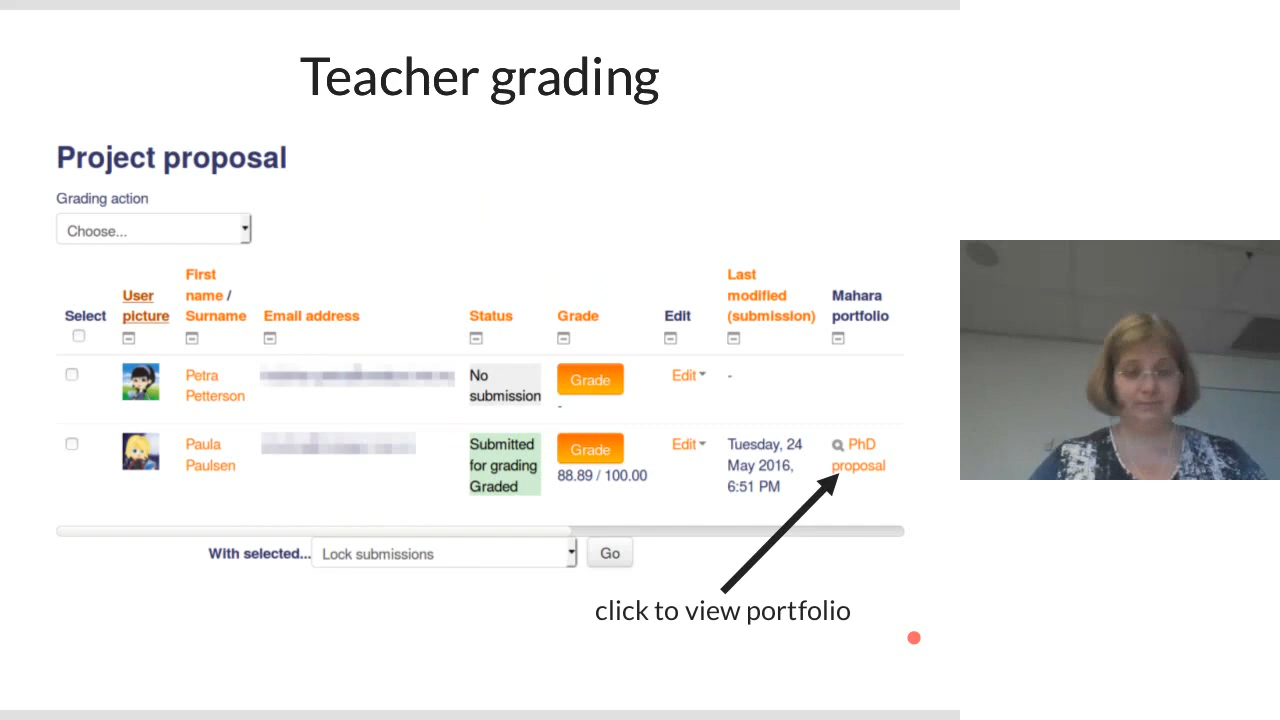 Teacher grading
Project proposal
Grading action
Choose...
Select
User picture
First name / Surname
Email address
Status
Grade
Edit
Last modified (submission)
Mahara portfolio
Petra Petterson
No submission
Grade
-
Edit
-
Paula Paulsen
Submitted for grading
Graded
Grade
88.89 / 100.00
Edit
Tuesday, 24 May 2016, 6:51 PM
PhD proposal
With selected... Lock submissions Go
click to view portfolio